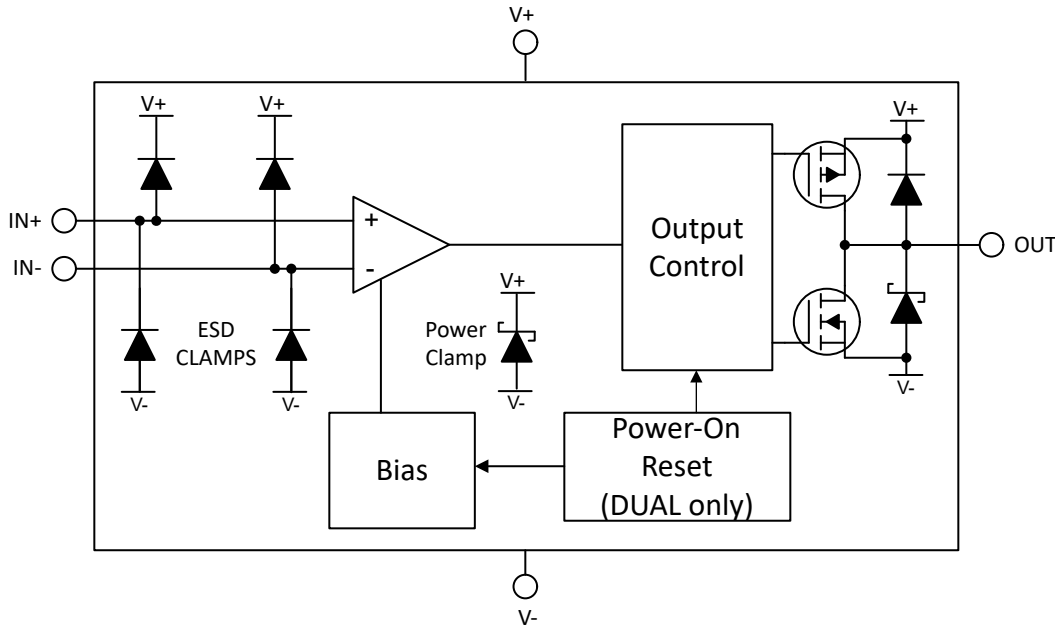 V+
V+
V+
V+
IN+
+
IN-
-
Output
Control
OUT
ESD
CLAMPS
Power
Clamp
V+
V-
V-
V-
V-
Bias
Power-On
Reset
(DUAL only)
V-